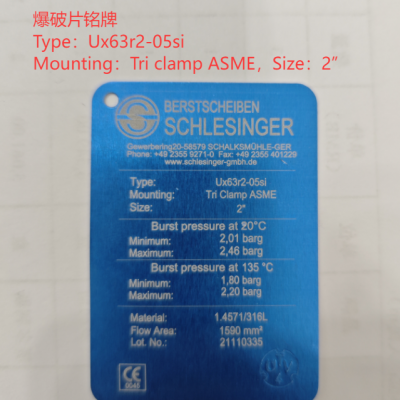 爆破片铭牌
Type：Ux63r2-05si
Mounting：Tri clamp ASME，Size：2”
BERSTSCHEIBEN
SCHLESINGER
Gewerbering20-58579 SCHALKSMÜHLE-GER
Phone: +49 2355 9271-0 Fax: +49 2355 401229
www.schlesinger-gmbh.de
Type: Ux63r2-05si
Mounting: Tri Clamp ASME
Size: 2"
Burst pressure at 20°C
Minimum: 2,01 barg
Maximum: 2,46 barg
Burst pressure at 135 °C
Minimum: 1,80 barg
Maximum: 2,20 barg
Material: 1.4571/316L
Flow Area: 1590 mm²
Lot. No.: 21110335
CE